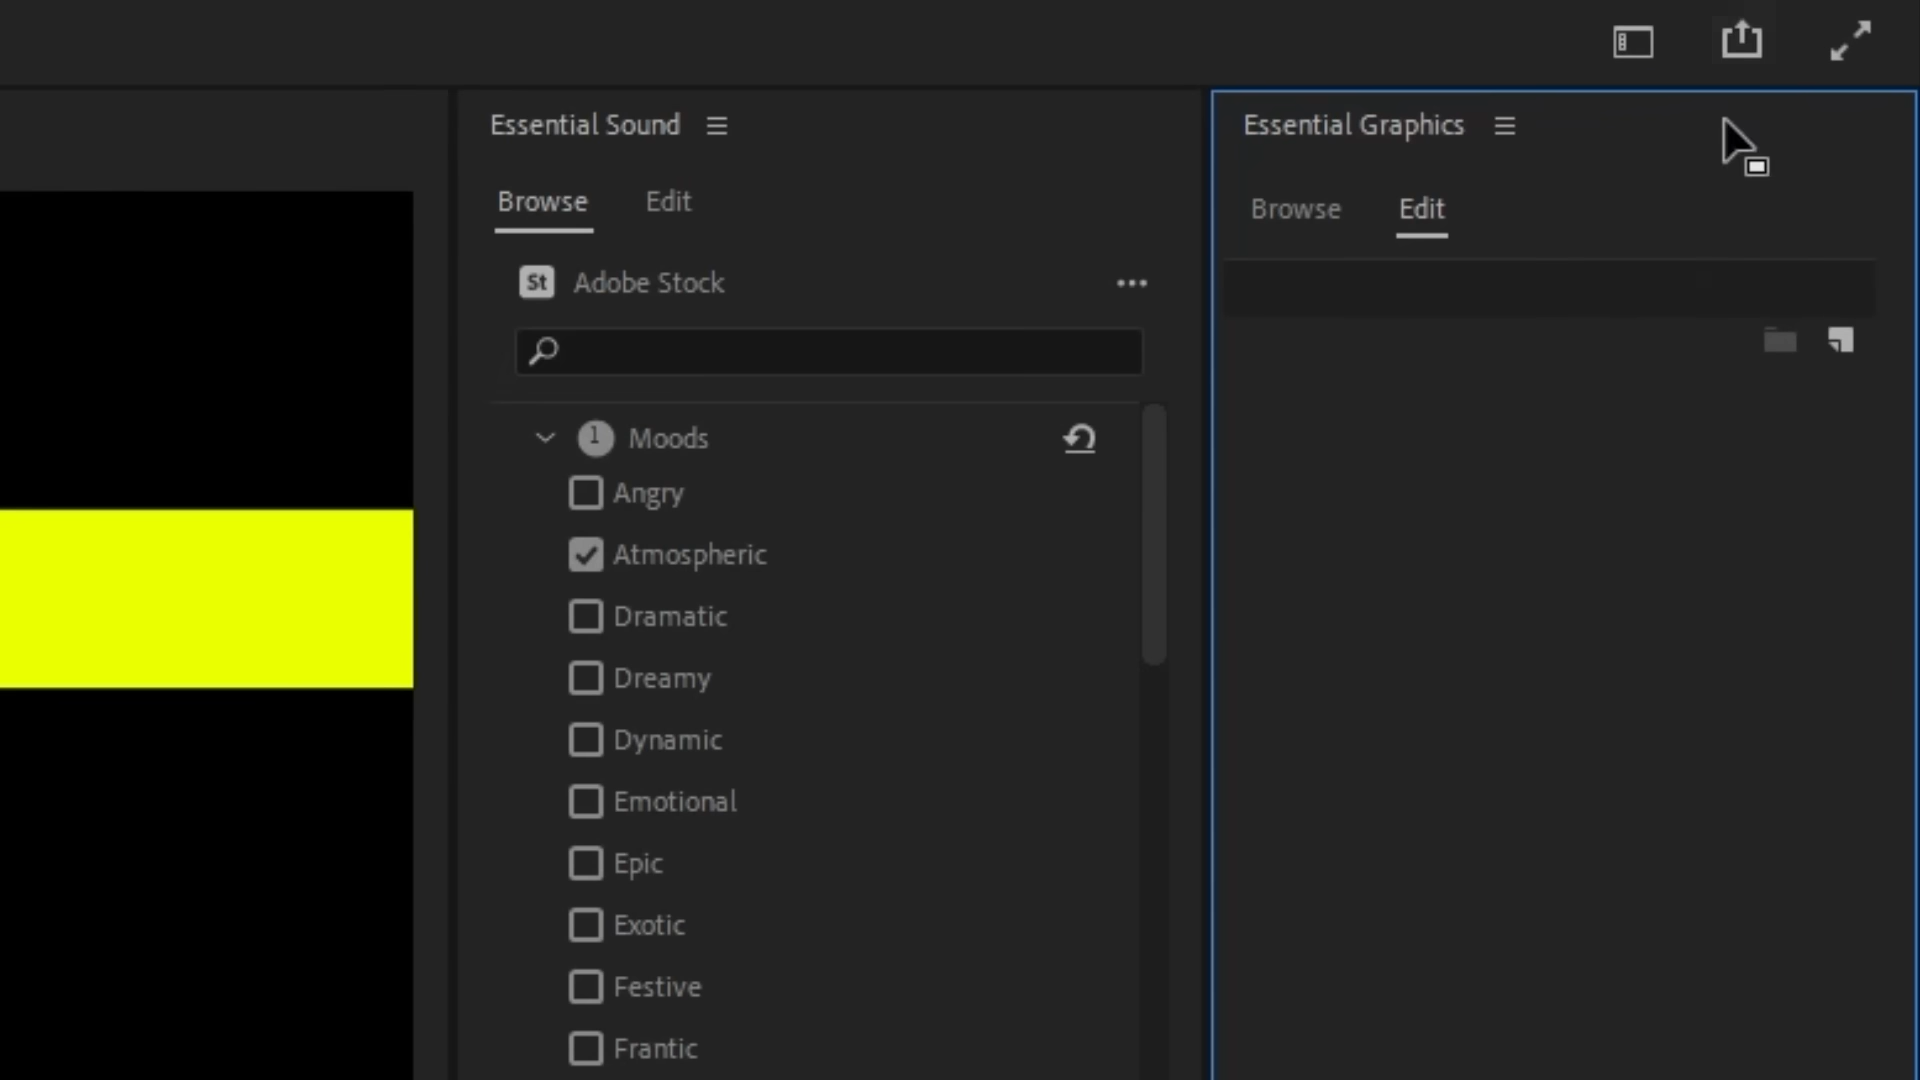 Essential Sound
Browse Edit
St Adobe Stock
1 Moods
Angry
Atmospheric
Dramatic
Dreamy
Dynamic
Emotional
Epic
Exotic
Festive
Frantic
Essential Graphics
Browse Edit